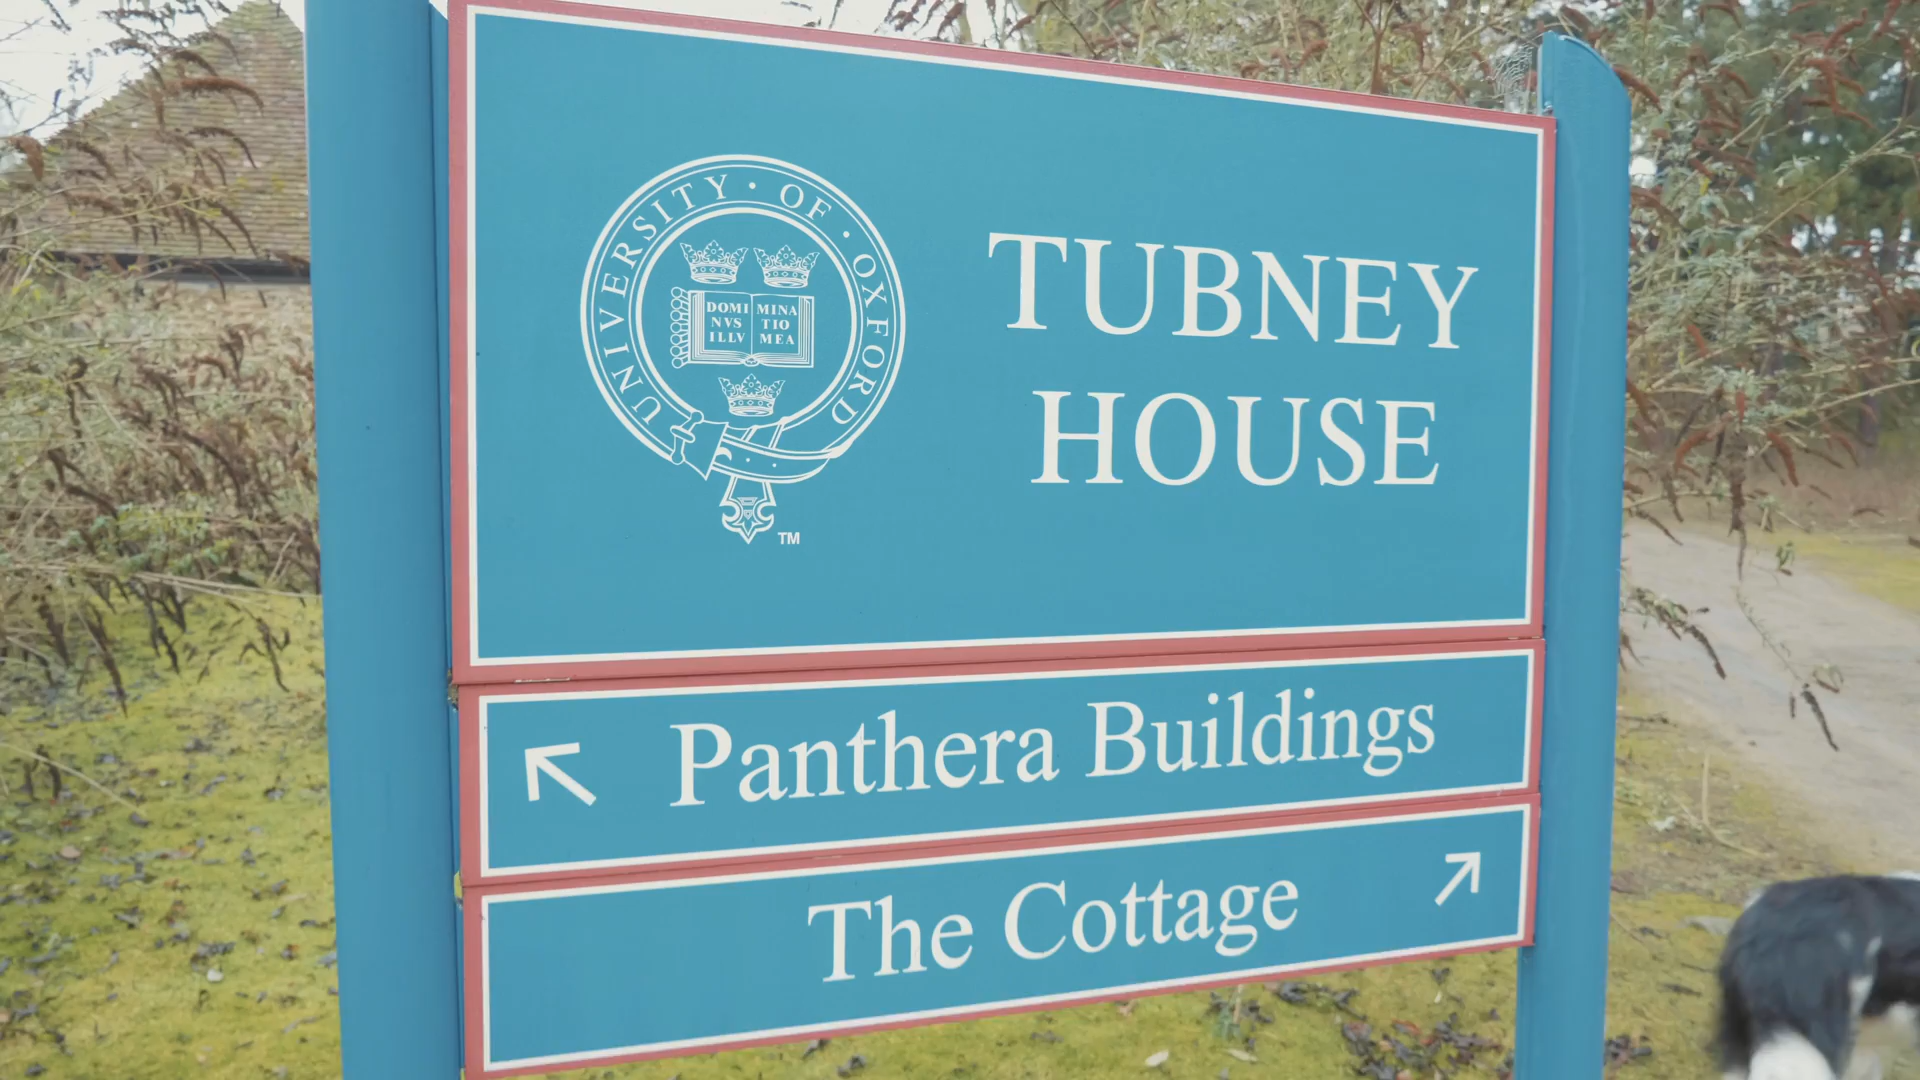 UNIVERSITY · OF · OXFORD
DOMI MINA
NVS TIO
ILLV MEA
TM
TUBNEY
HOUSE
Panthera Buildings
The Cottage